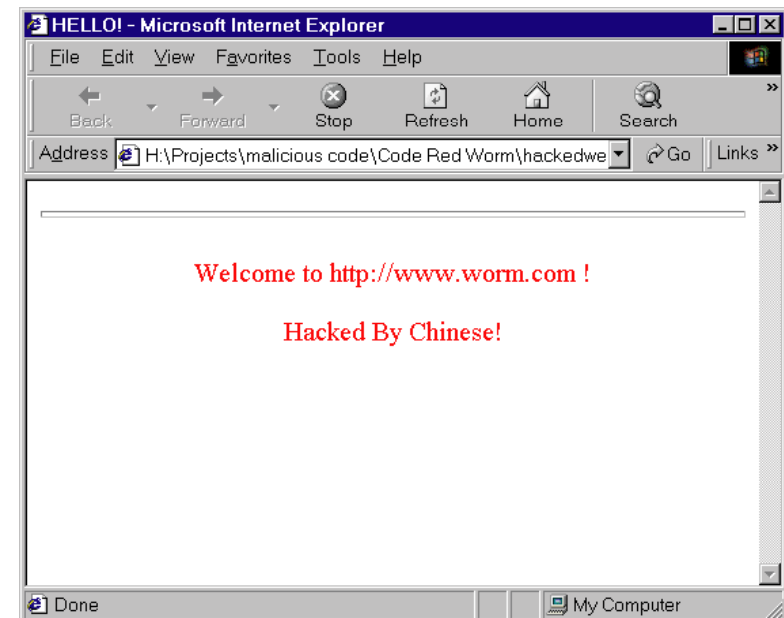 HELLO! - Microsoft Internet Explorer
File Edit View Favorites Tools Help
Back Forward Stop Refresh Home Search »
Address H:\Projects\malicious code\Code Red Worm\hackedwe Go Links »
Welcome to http://www.worm.com !
Hacked By Chinese!
Done My Computer